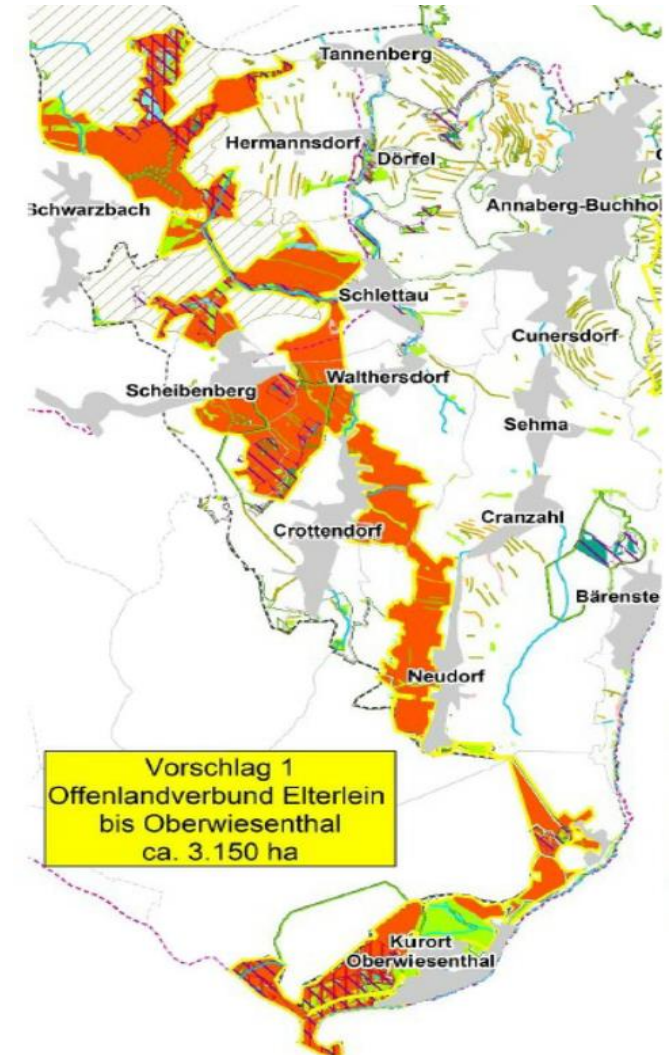 Tannenberg
Hermannsdorf
Dörfel
Schwarzbach
Annaberg-Buchhol
Schlettau
Cunersdorf
Scheibenberg
Walthersdorf
Sehma
Crottendorf
Cranzahl
Bärenste
Neudorf
Vorschlag 1
Offenlandverbund Elterlein
bis Oberwiesenthal
ca. 3.150 ha
Kurort
Oberwiesenthal